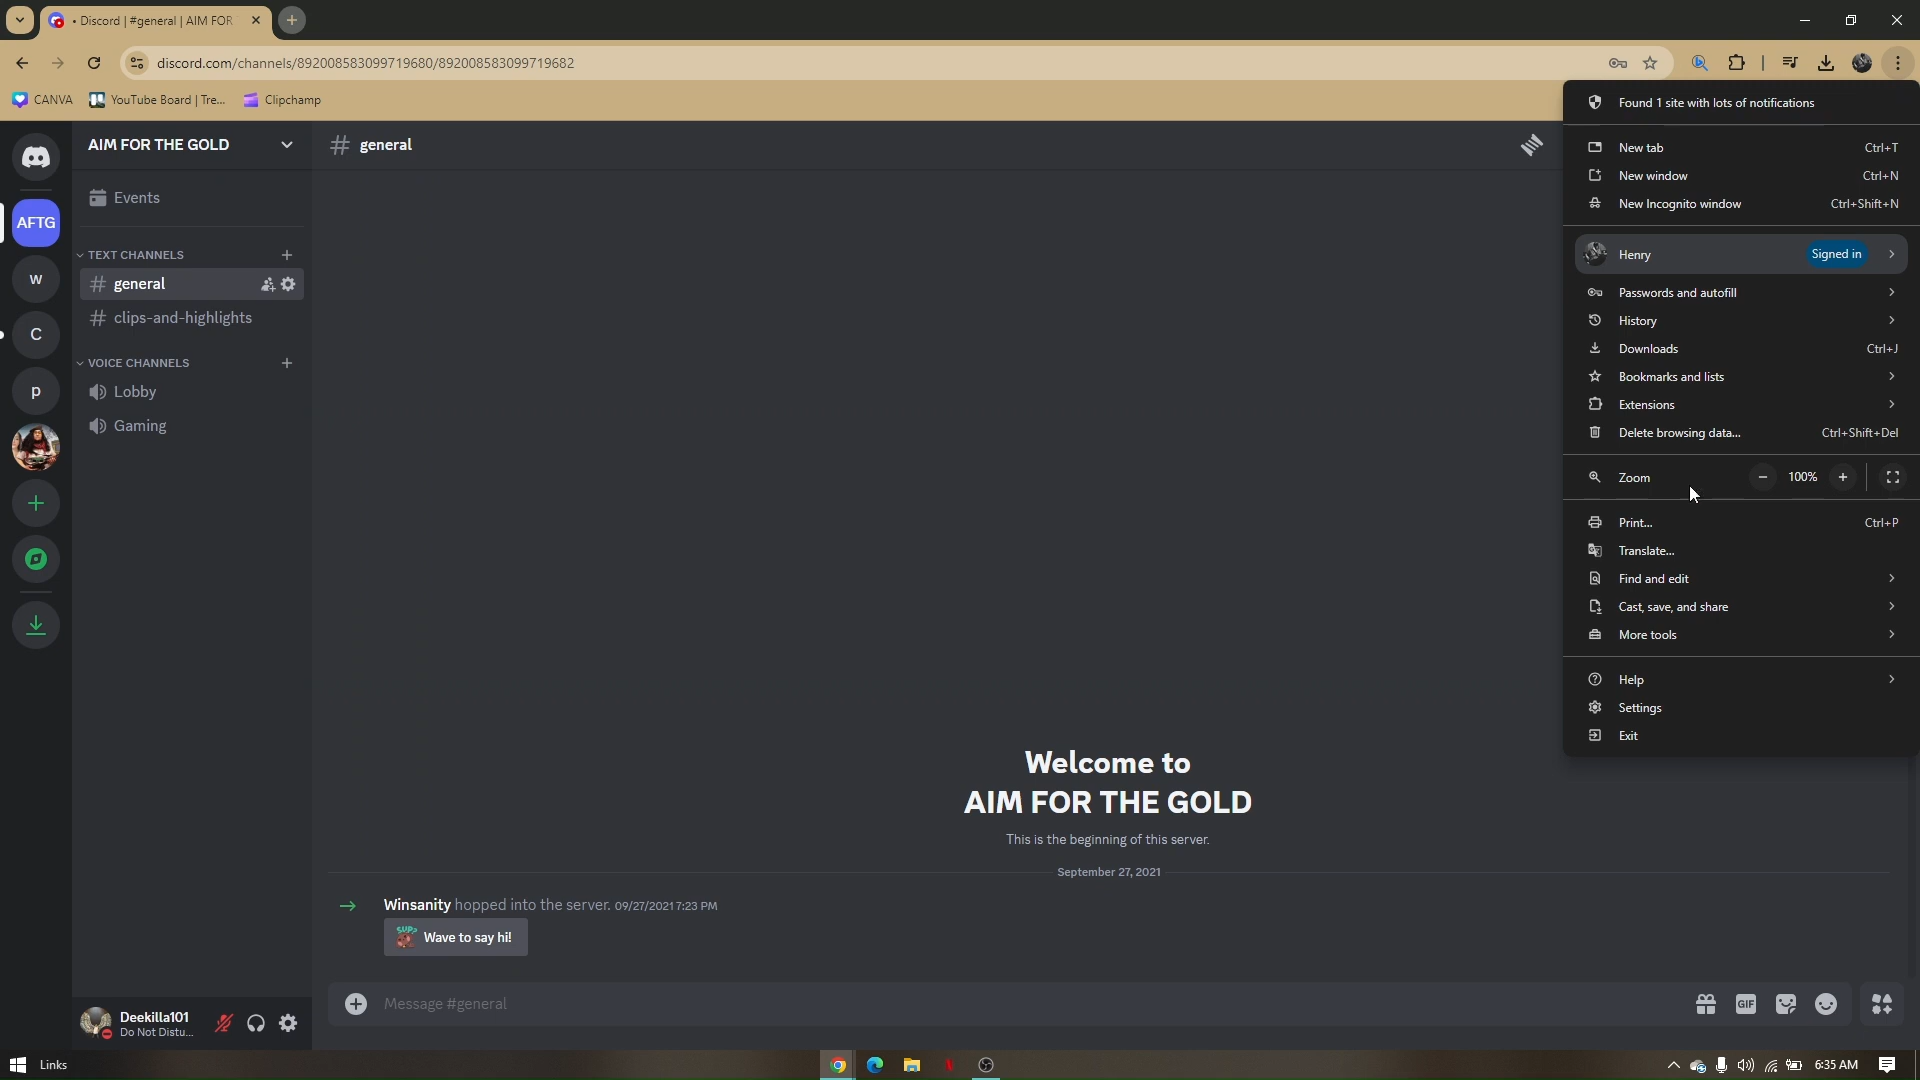 • Discord | #general | AIM FOR
discord.com/channels/892008583099719680/892008583099719682
CANVA
YouTube Board | Tre...
Clipchamp
AFTG
W
C
p
AIM FOR THE GOLD
Events
TEXT CHANNELS
general
clips-and-highlights
VOICE CHANNELS
Lobby
Gaming
Deekilla101
Do Not Distu...
# general
Welcome to
AIM FOR THE GOLD
This is the beginning of this server.
September 27, 2021
Winsanity hopped into the server. 09/27/2021 7:23 PM
SUP?
Wave to say hi!
Message #general
GIF
Found 1 site with lots of notifications
New tab Ctrl+T
New window Ctrl+N
New Incognito window Ctrl+Shift+N
Henry Signed in
Passwords and autofill
History
Downloads Ctrl+J
Bookmarks and lists
Extensions
Delete browsing data... Ctrl+Shift+Del
Zoom − 100% +
Print... Ctrl+P
Translate...
Find and edit
Cast, save, and share
More tools
Help
Settings
Exit
Links
6:35 AM